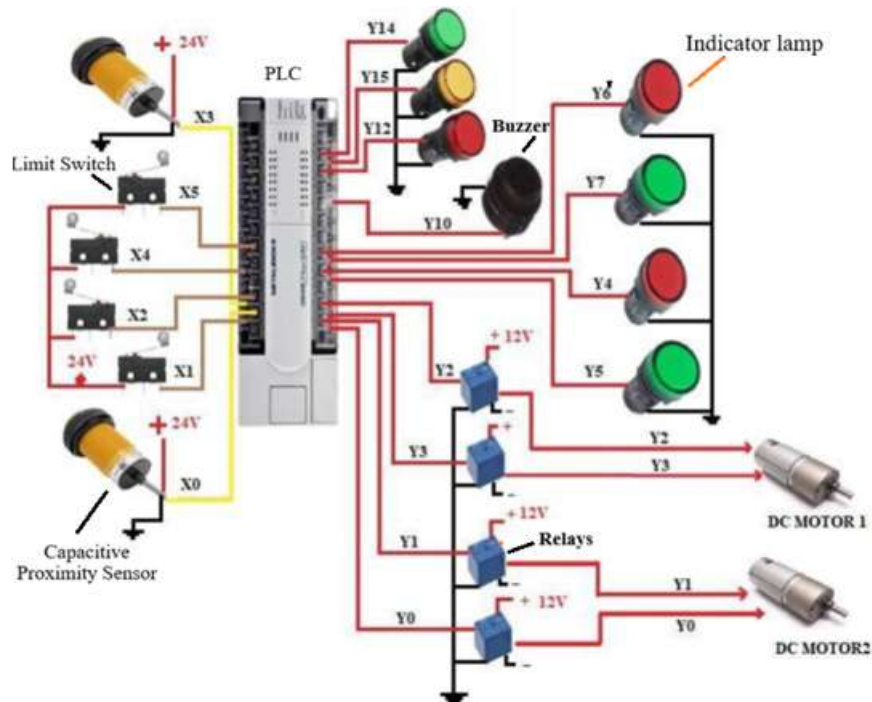 + 24V
X3
PLC
Y14
Y15
Y12
Buzzer
Y10
Indicator lamp
Y6
Y7
Y4
Y5
Limit Switch
X5
X4
X2
24V
X1
+ 24V
X0
Capacitive
Proximity Sensor
+ 12V
Y2
-
Y2
+
Y3
-
Y3
DC MOTOR 1
+ 12V
Y1
Relays
-
Y1
+ 12V
Y0
-
Y0
DC MOTOR2